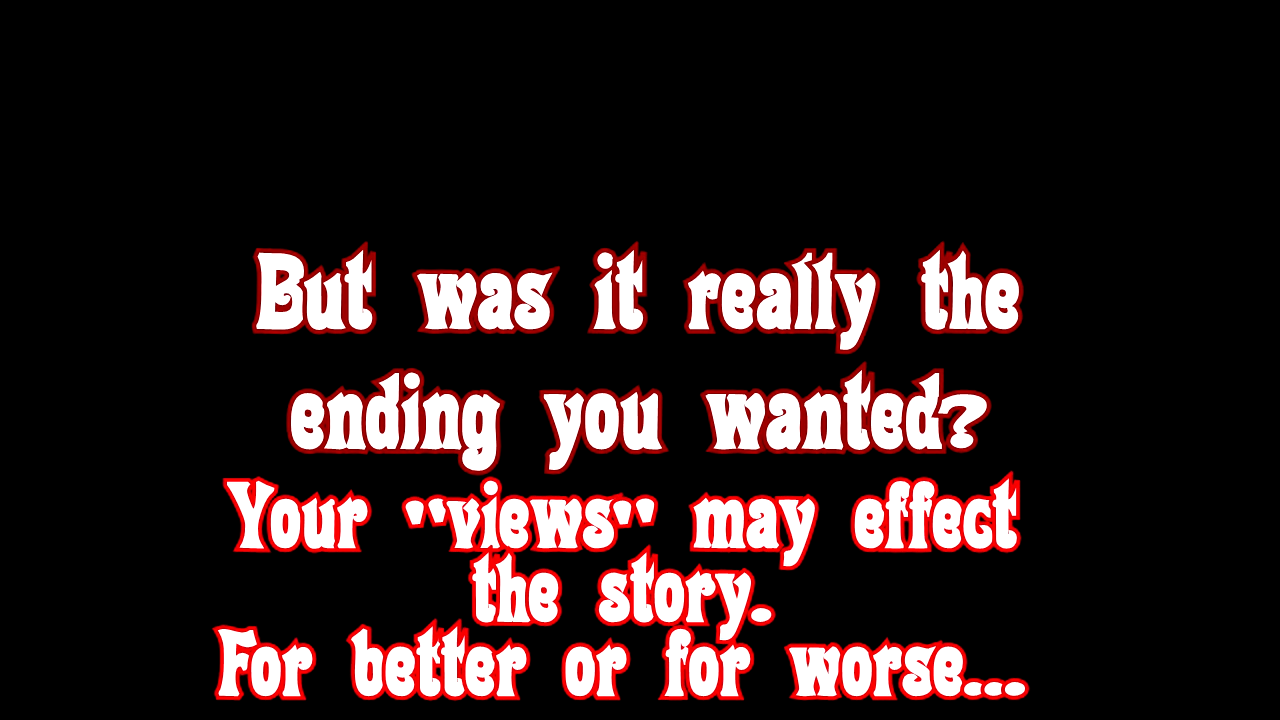 But was it really the
ending you wanted?
Your "views" may effect
the story.
For better or for worse...